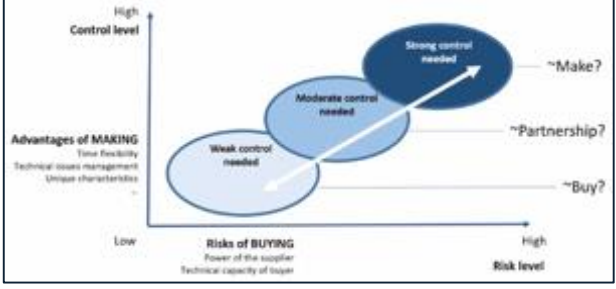 High
Control level
Strong control
needed
~Make?
Moderate control
needed
~Partnership?
Advantages of MAKING
Time flexibility
Technical issues management
Unique characteristics
..
Weak control
needed
~Buy?
Low
Risks of BUYING
Power of the supplier
Technical capacity of buyer
High
Risk level